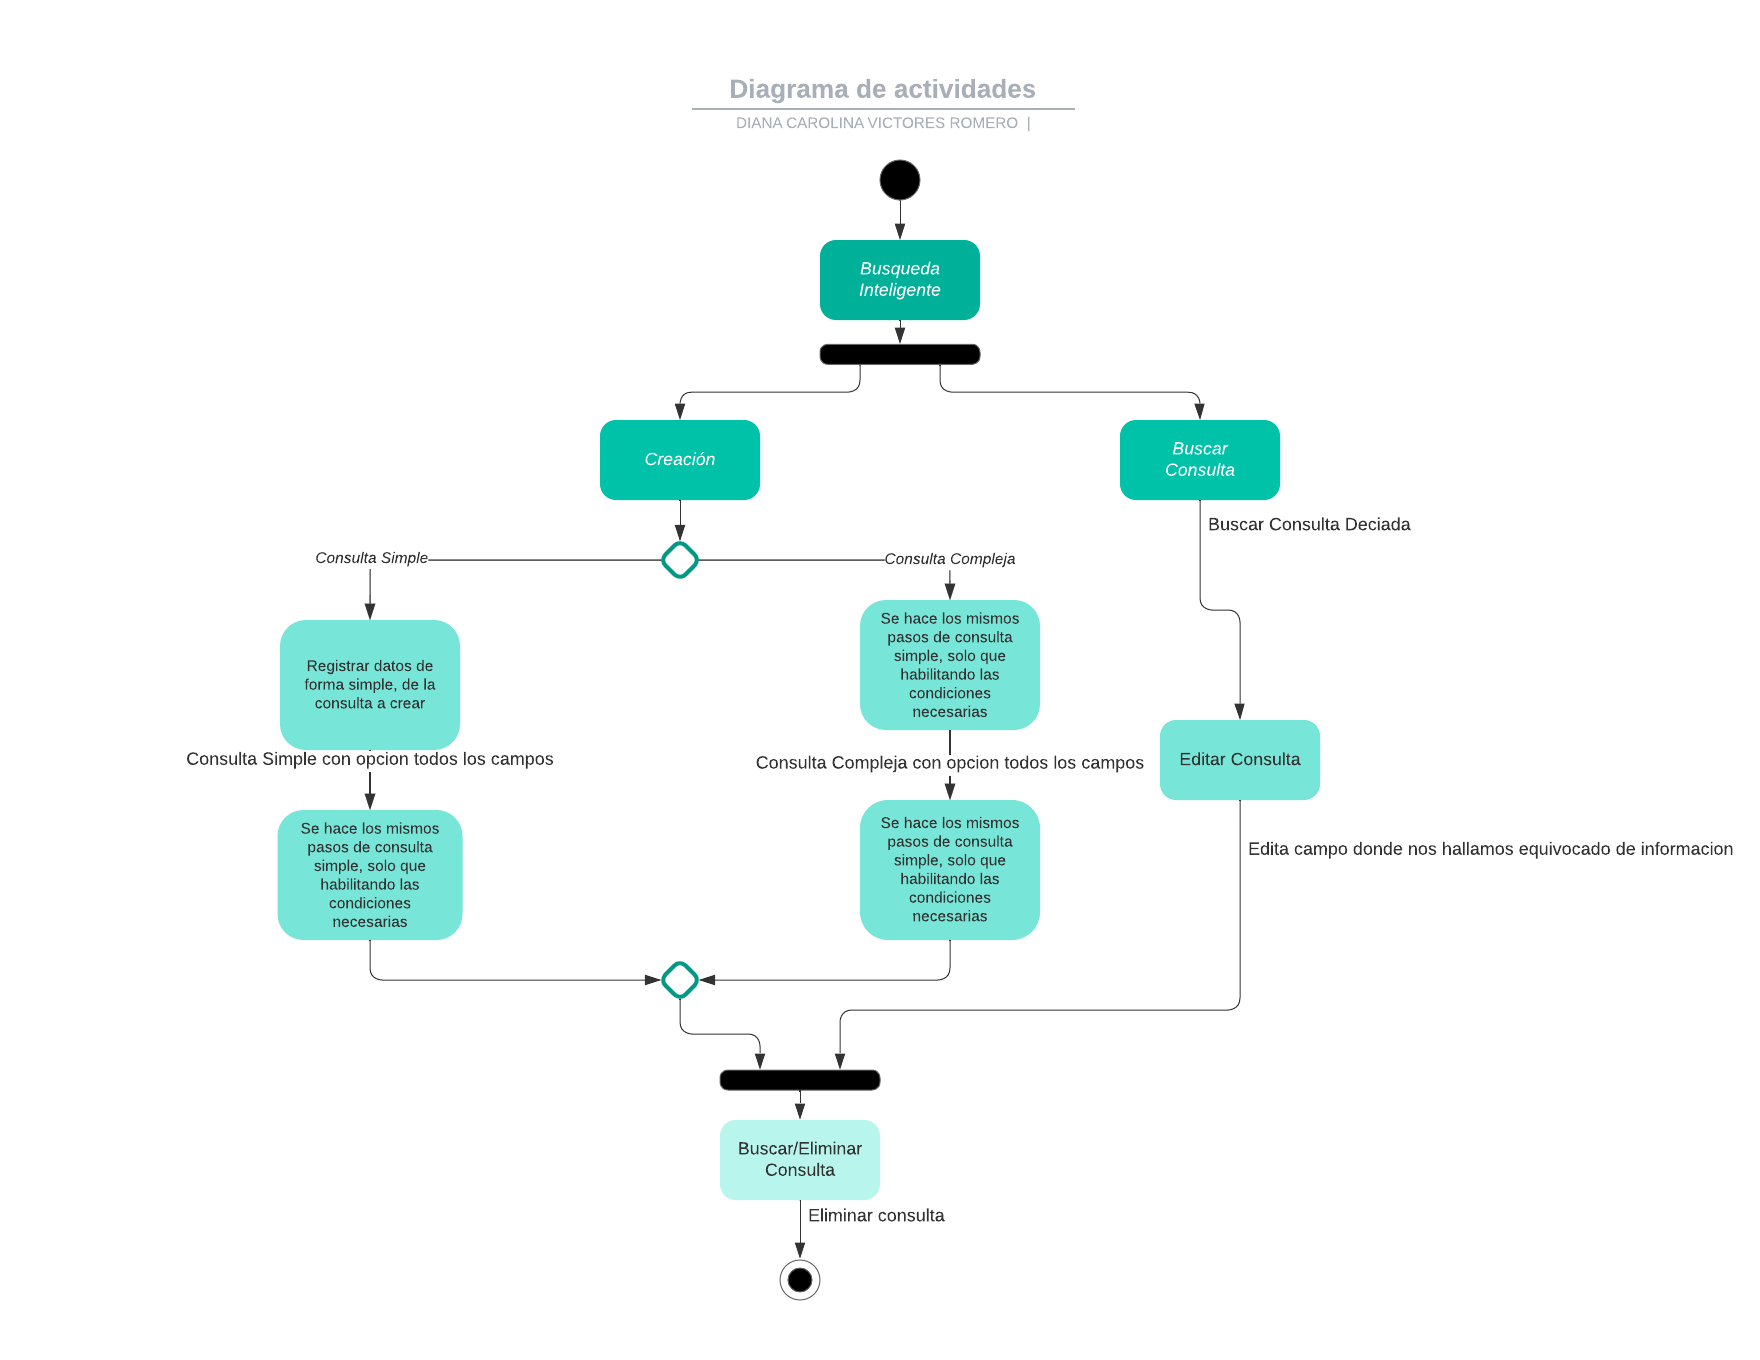 Diagrama de actividades
DIANA CAROLINA VICTORES ROMERO |
Busqueda
Inteligente
Creación
Buscar
Consulta
Buscar Consulta Deciada
Consulta Simple
Consulta Compleja
Registrar datos de
forma simple, de la
consulta a crear
Se hace los mismos
pasos de consulta
simple, solo que
habilitando las
condiciones
necesarias
Consulta Simple con opcion todos los campos
Consulta Compleja con opcion todos los campos
Editar Consulta
Se hace los mismos
pasos de consulta
simple, solo que
habilitando las
condiciones
necesarias
Se hace los mismos
pasos de consulta
simple, solo que
habilitando las
condiciones
necesarias
Edita campo donde nos hallamos equivocado de informacion
Buscar/Eliminar
Consulta
Eliminar consulta